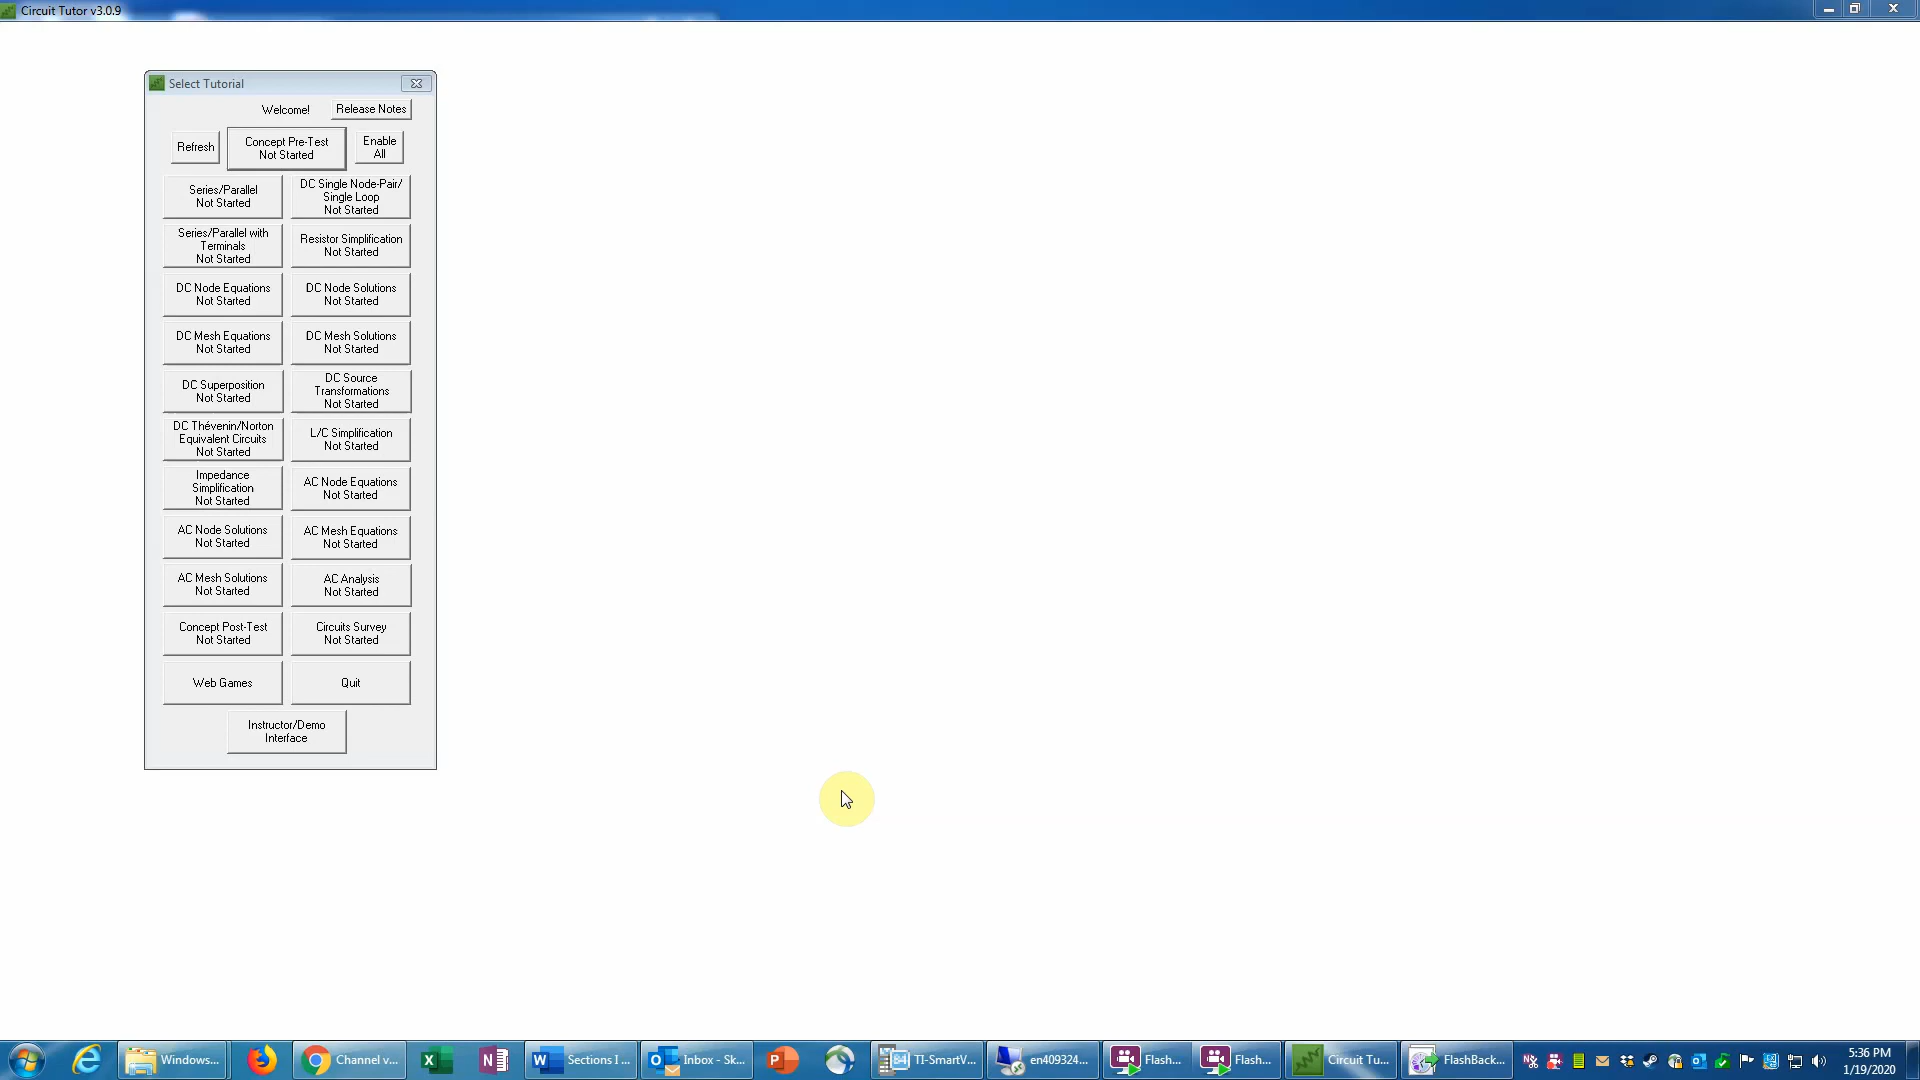 Circuit Tutor v3.0.9
Select Tutorial
Welcome!
Release Notes
Refresh
Concept Pre-Test
Not Started
Enable
All
Series/Parallel
Not Started
DC Single Node-Pair/
Single Loop
Not Started
Series/Parallel with
Terminals
Not Started
Resistor Simplification
Not Started
DC Node Equations
Not Started
DC Node Solutions
Not Started
DC Mesh Equations
Not Started
DC Mesh Solutions
Not Started
DC Superposition
Not Started
DC Source
Transformations
Not Started
DC Thévenin/Norton
Equivalent Circuits
Not Started
L/C Simplification
Not Started
Impedance
Simplification
Not Started
AC Node Equations
Not Started
AC Node Solutions
Not Started
AC Mesh Equations
Not Started
AC Mesh Solutions
Not Started
AC Analysis
Not Started
Concept Post-Test
Not Started
Circuits Survey
Not Started
Web Games
Quit
Instructor/Demo
Interface
Windows...
Channel v...
Sections I ...
Inbox - Sk...
84
TI-SmartV...
en409324...
Flash...
Flash...
Circuit Tu...
FlashBack...
5:36 PM
1/19/2020